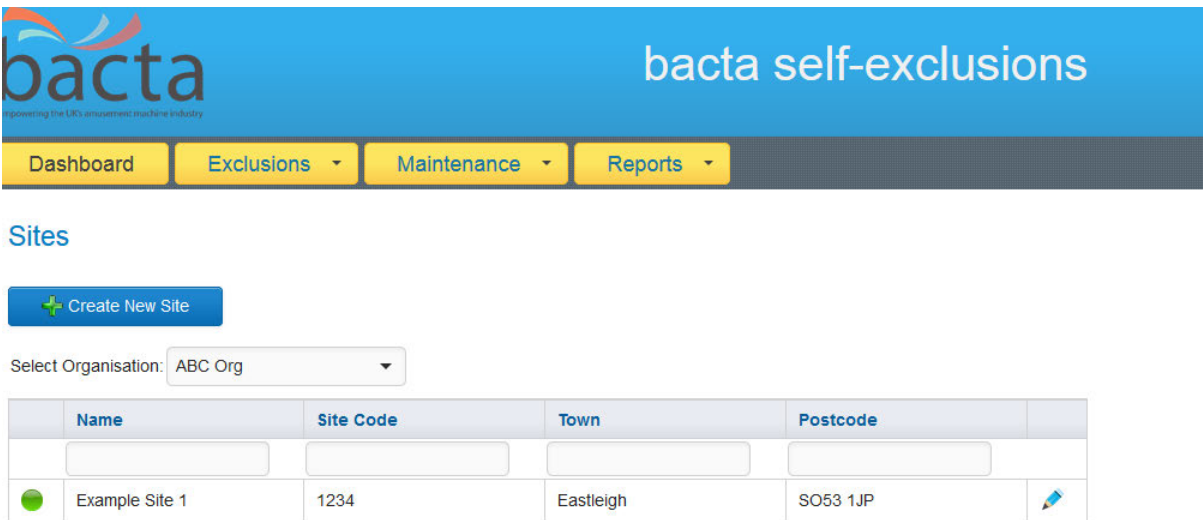 bacta
empowering the UK's amusement machine industry
bacta self-exclusions
Dashboard Exclusions Maintenance Reports
Sites
Create New Site
Select Organisation: ABC Org
Name Site Code Town Postcode
Example Site 1 1234 Eastleigh SO53 1JP